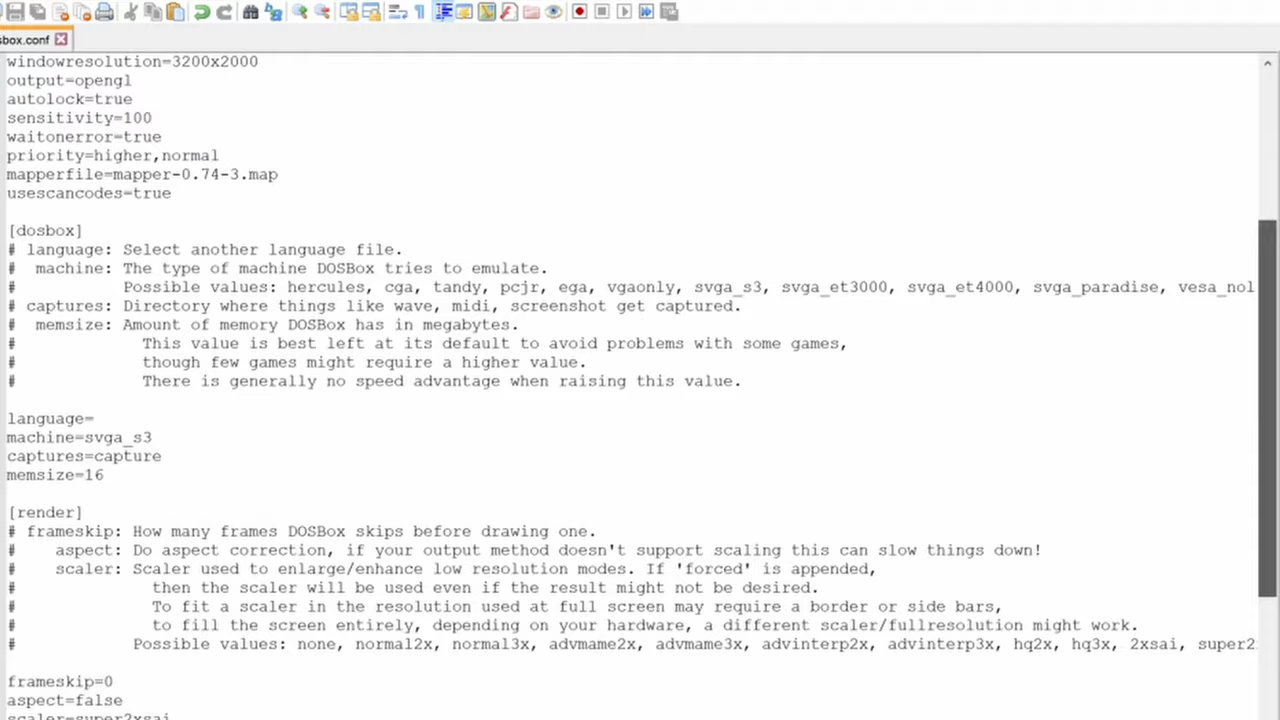 sbox.conf
windowresolution=3200x2000
output=opengl
autolock=true
sensitivity=100
waitonerror=true
priority=higher,normal
mapperfile=mapper-0.74-3.map
usescancodes=true
[dosbox]
# language: Select another language file.
#  machine: The type of machine DOSBox tries to emulate.
#           Possible values: hercules, cga, tandy, pcjr, ega, vgaonly, svga_s3, svga_et3000, svga_et4000, svga_paradise, vesa_nol
# captures: Directory where things like wave, midi, screenshot get captured.
#  memsize: Amount of memory DOSBox has in megabytes.
#             This value is best left at its default to avoid problems with some games,
#             though few games might require a higher value.
#             There is generally no speed advantage when raising this value.
language=
machine=svga_s3
captures=capture
memsize=16
[render]
# frameskip: How many frames DOSBox skips before drawing one.
#    aspect: Do aspect correction, if your output method doesn't support scaling this can slow things down!
#    scaler: Scaler used to enlarge/enhance low resolution modes. If 'forced' is appended,
#              then the scaler will be used even if the result might not be desired.
#              To fit a scaler in the resolution used at full screen may require a border or side bars,
#              to fill the screen entirely, depending on your hardware, a different scaler/fullresolution might work.
#            Possible values: none, normal2x, normal3x, advmame2x, advmame3x, advinterp2x, advinterp3x, hq2x, hq3x, 2xsai, super2
frameskip=0
aspect=false
scaler=super2xsai